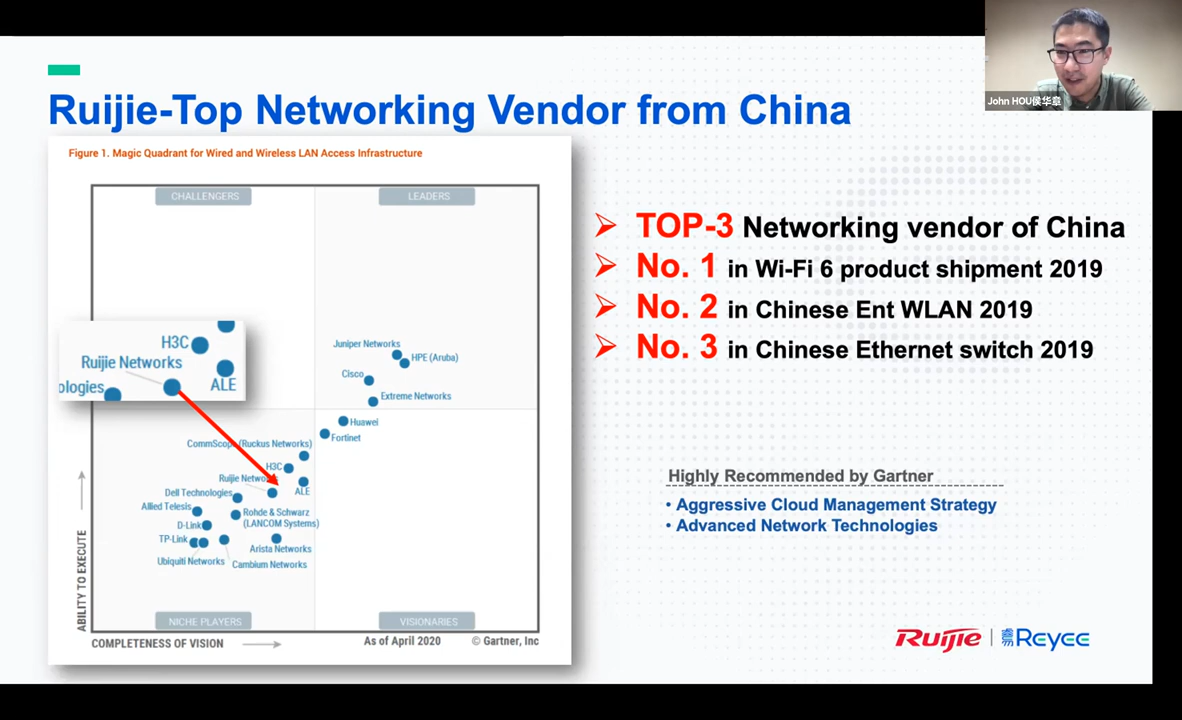 John HOU侯华章
Ruijie-Top Networking Vendor from China
Figure 1. Magic Quadrant for Wired and Wireless LAN Access Infrastructure
CHALLENGERS
LEADERS
H3C
Ruijie Networks
ologies
ALE
Juniper Networks
HPE (Aruba)
Cisco
Extreme Networks
Huawei
Fortinet
CommScope (Ruckus Networks)
H3C
Ruijie Netwo
ALE
Dell Technologies
Allied Telesis
Rohde & Schwarz
(LANCOM Systems)
D-Link
TP-Link
Arista Networks
Ubiquiti Networks
Cambium Networks
ABILITY TO EXECUTE
NICHE PLAYERS
VISIONARIES
COMPLETENESS OF VISION
As of April 2020
© Gartner, Inc
➢ TOP-3 Networking vendor of China
➢ No. 1 in Wi-Fi 6 product shipment 2019
➢ No. 2 in Chinese Ent WLAN 2019
➢ No. 3 in Chinese Ethernet switch 2019
Highly Recommended by Gartner
• Aggressive Cloud Management Strategy
• Advanced Network Technologies
Ruijie | 睿易 Reyee